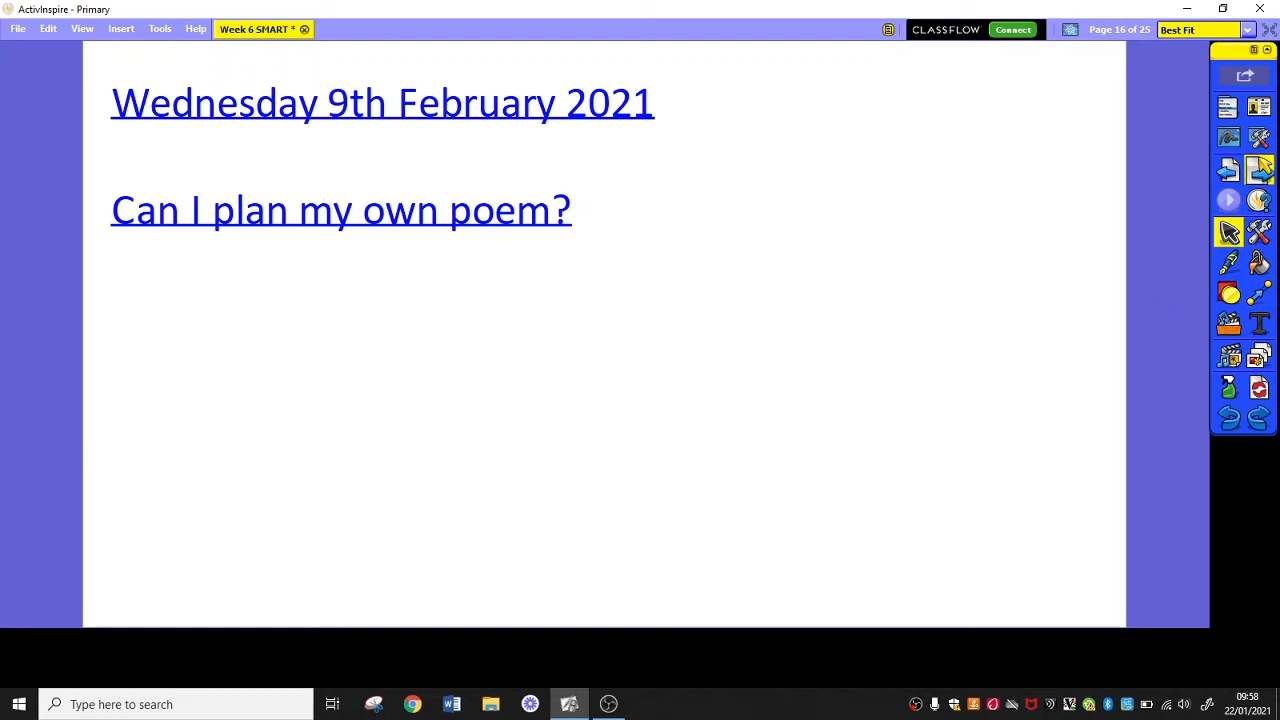 ActivInspire - Primary
File Edit View Insert Tools Help Week 6 SMART * CLASSFLOW Connect Page 16 of 25 Best Fit
Wednesday 9th February 2021
Can I plan my own poem?
Type here to search
09:58
22/01/2021